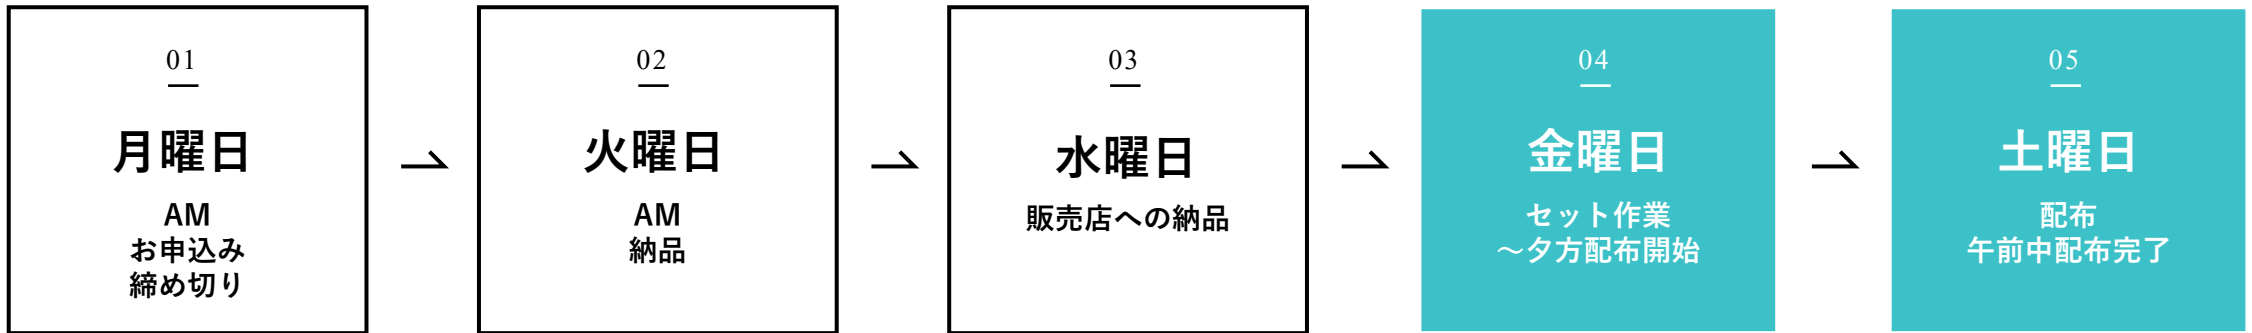 01
月曜日
AM
お申込み
締め切り
02
火曜日
AM
納品
03
水曜日
販売店への納品
04
金曜日
セット作業
～夕方配布開始
05
土曜日
配布
午前中配布完了